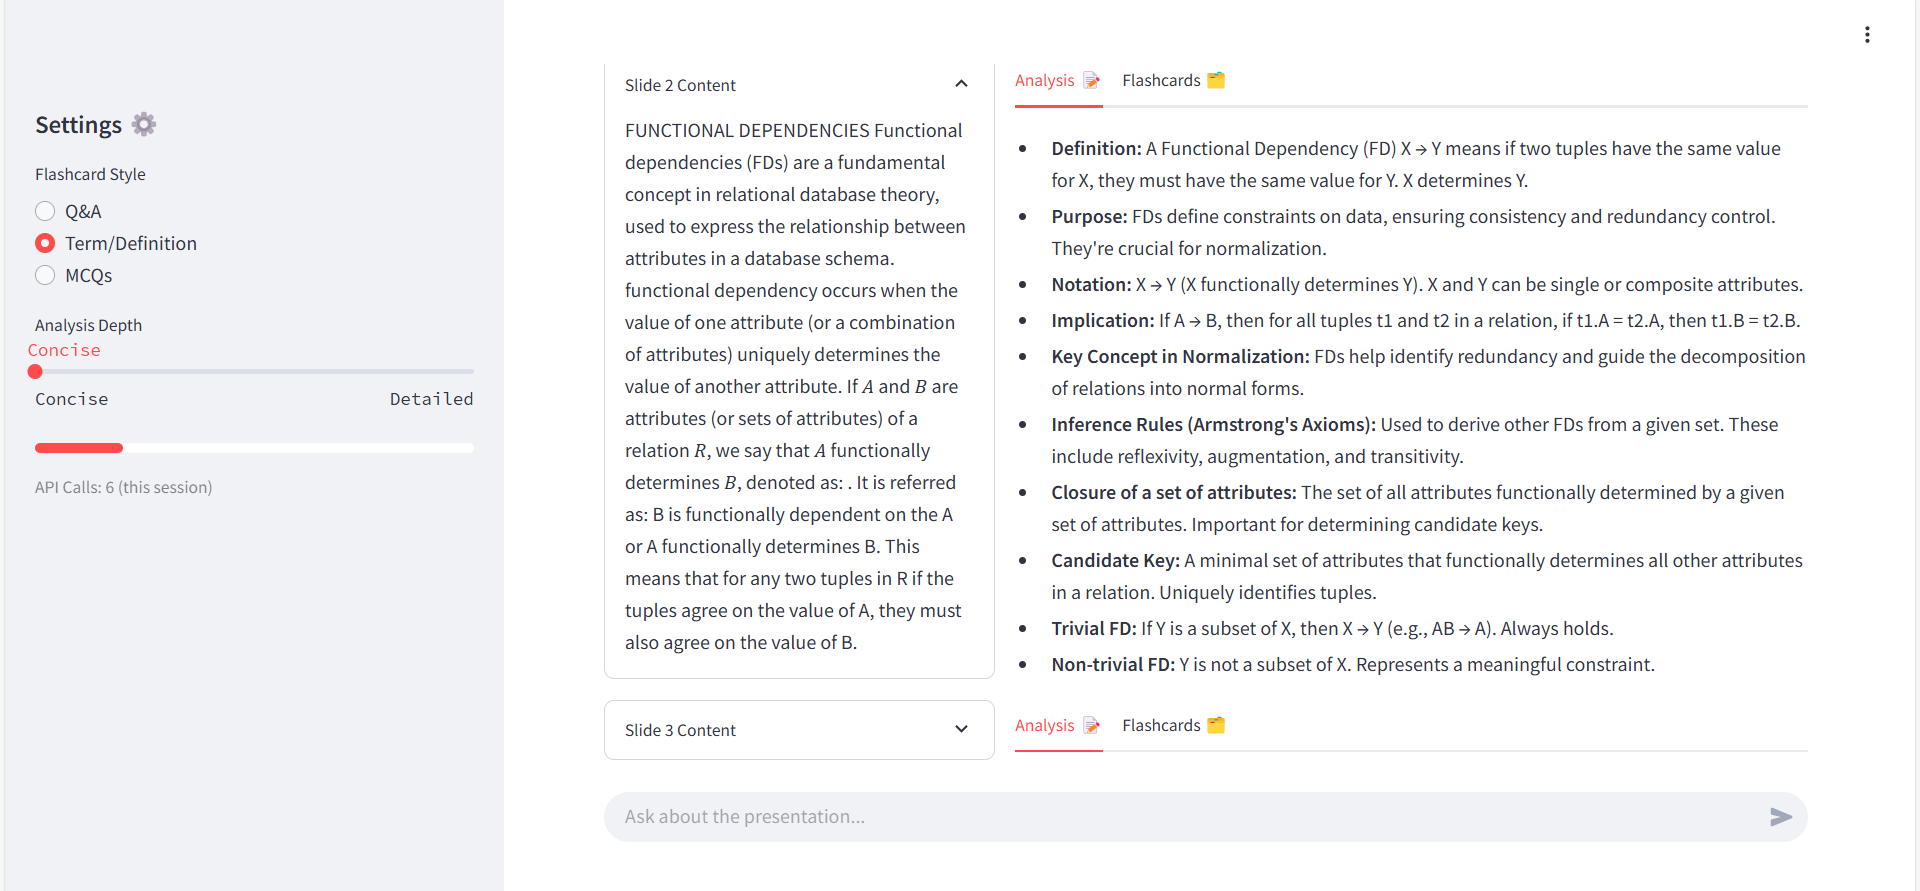 Settings
Flashcard Style
Q&A
Term/Definition
MCQs
Analysis Depth
Concise
Concise
Detailed
API Calls: 6 (this session)
Slide 2 Content
FUNCTIONAL DEPENDENCIES Functional
dependencies (FDs) are a fundamental
concept in relational database theory,
used to express the relationship between
attributes in a database schema.
functional dependency occurs when the
value of one attribute (or a combination
of attributes) uniquely determines the
value of another attribute. If A and B are
attributes (or sets of attributes) of a
relation R, we say that A functionally
determines B, denoted as: . It is referred
as: B is functionally dependent on the A
or A functionally determines B. This
means that for any two tuples in R if the
tuples agree on the value of A, they must
also agree on the value of B.
Analysis
Flashcards
• Definition: A Functional Dependency (FD) X → Y means if two tuples have the same value
for X, they must have the same value for Y. X determines Y.
• Purpose: FDs define constraints on data, ensuring consistency and redundancy control.
They're crucial for normalization.
• Notation: X → Y (X functionally determines Y). X and Y can be single or composite attributes.
• Implication: If A → B, then for all tuples t1 and t2 in a relation, if t1.A = t2.A, then t1.B = t2.B.
• Key Concept in Normalization: FDs help identify redundancy and guide the decomposition
of relations into normal forms.
• Inference Rules (Armstrong's Axioms): Used to derive other FDs from a given set. These
include reflexivity, augmentation, and transitivity.
• Closure of a set of attributes: The set of all attributes functionally determined by a given
set of attributes. Important for determining candidate keys.
• Candidate Key: A minimal set of attributes that functionally determines all other attributes
in a relation. Uniquely identifies tuples.
• Trivial FD: If Y is a subset of X, then X → Y (e.g., AB → A). Always holds.
• Non-trivial FD: Y is not a subset of X. Represents a meaningful constraint.
Slide 3 Content
Analysis
Flashcards
Ask about the presentation...